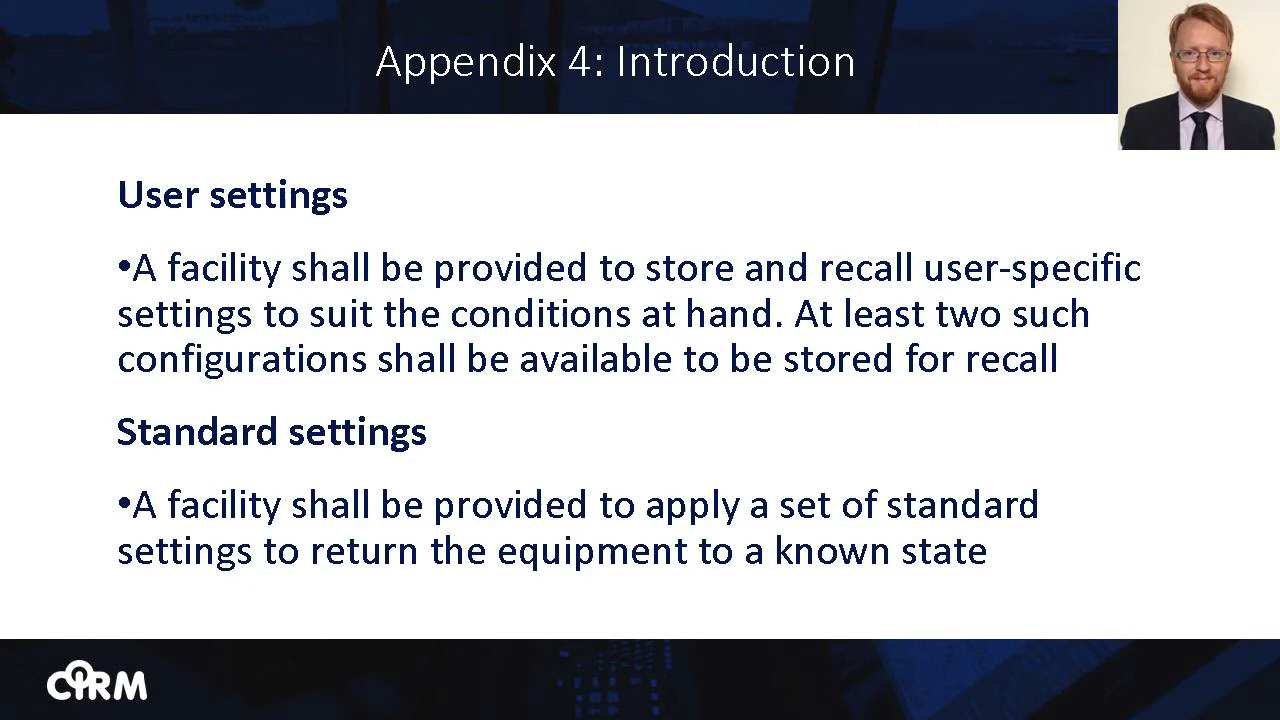 Appendix 4: Introduction
User settings
•A facility shall be provided to store and recall user-specific
settings to suit the conditions at hand. At least two such
configurations shall be available to be stored for recall
Standard settings
•A facility shall be provided to apply a set of standard
settings to return the equipment to a known state
CIRM